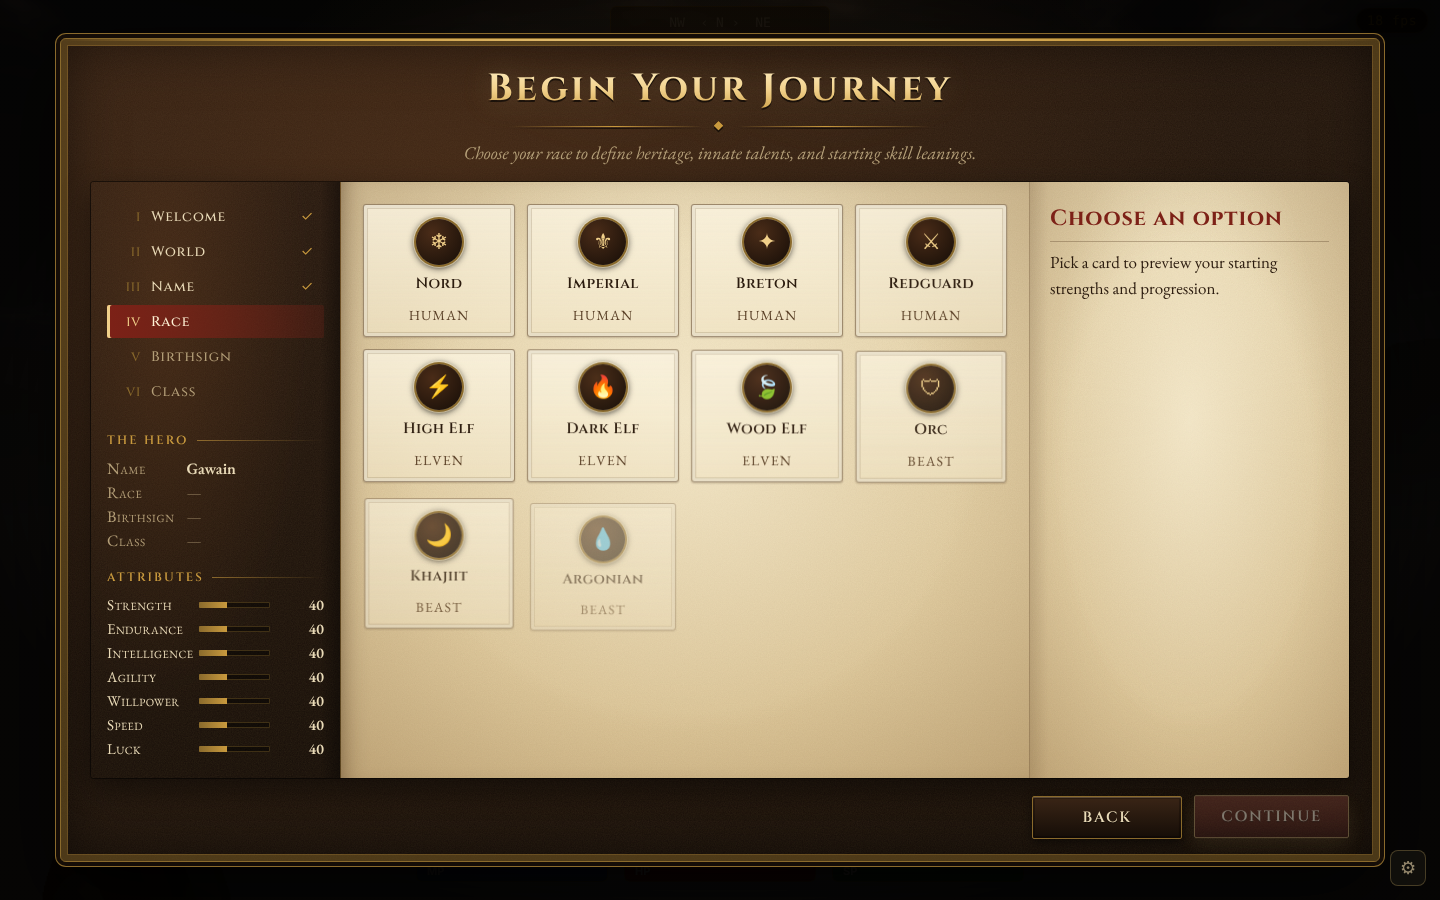 NW N NE
Begin Your Journey
Choose your race to define heritage, innate talents, and starting skill leanings.
I Welcome ✓
II World ✓
III Name ✓
IV Race
V Birthsign
VI Class
The Hero
Name Gawain
Race —
Birthsign —
Class —
Attributes
Strength 40
Endurance 40
Intelligence 40
Agility 40
Willpower 40
Speed 40
Luck 40
Nord
HUMAN
Imperial
HUMAN
Breton
HUMAN
Redguard
HUMAN
High Elf
ELVEN
Dark Elf
ELVEN
Wood Elf
ELVEN
Orc
BEAST
Khajiit
BEAST
Argonian
BEAST
Choose an option
Pick a card to preview your starting
strengths and progression.
BACK
CONTINUE